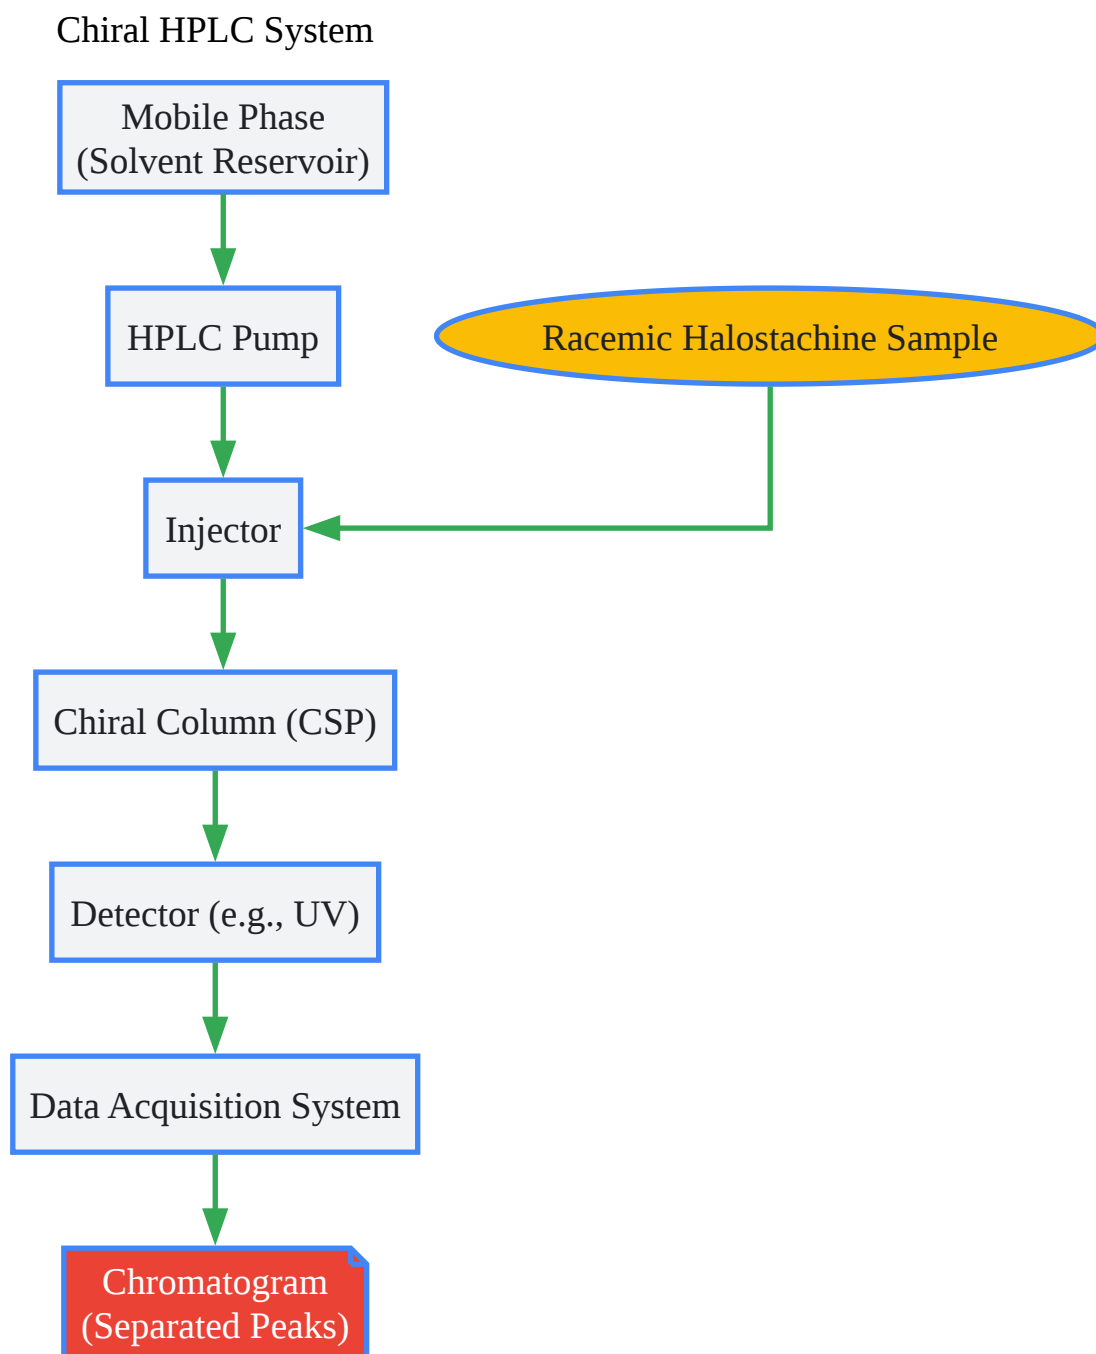 Chiral HPLC System
Mobile Phase
(Solvent Reservoir)
HPLC Pump
Racemic Halostachine Sample
Injector
Chiral Column (CSP)
Detector (e.g., UV)
Data Acquisition System
Chromatogram
(Separated Peaks)